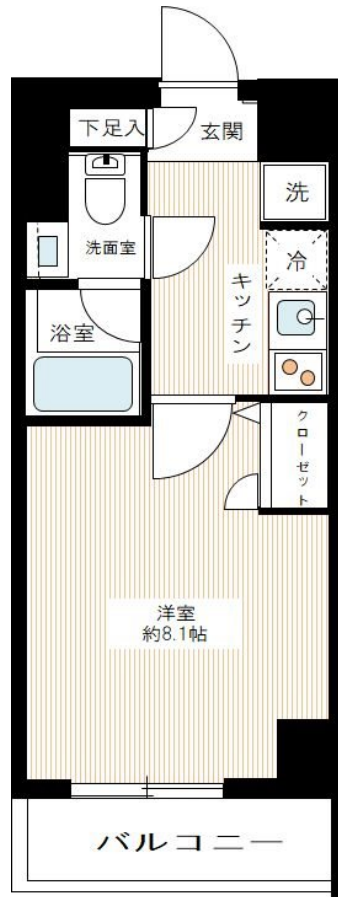 下足入
玄関
洗
洗面室
冷
キッチン
浴室
クローゼット
洋室
約8.1帖
バルコニー